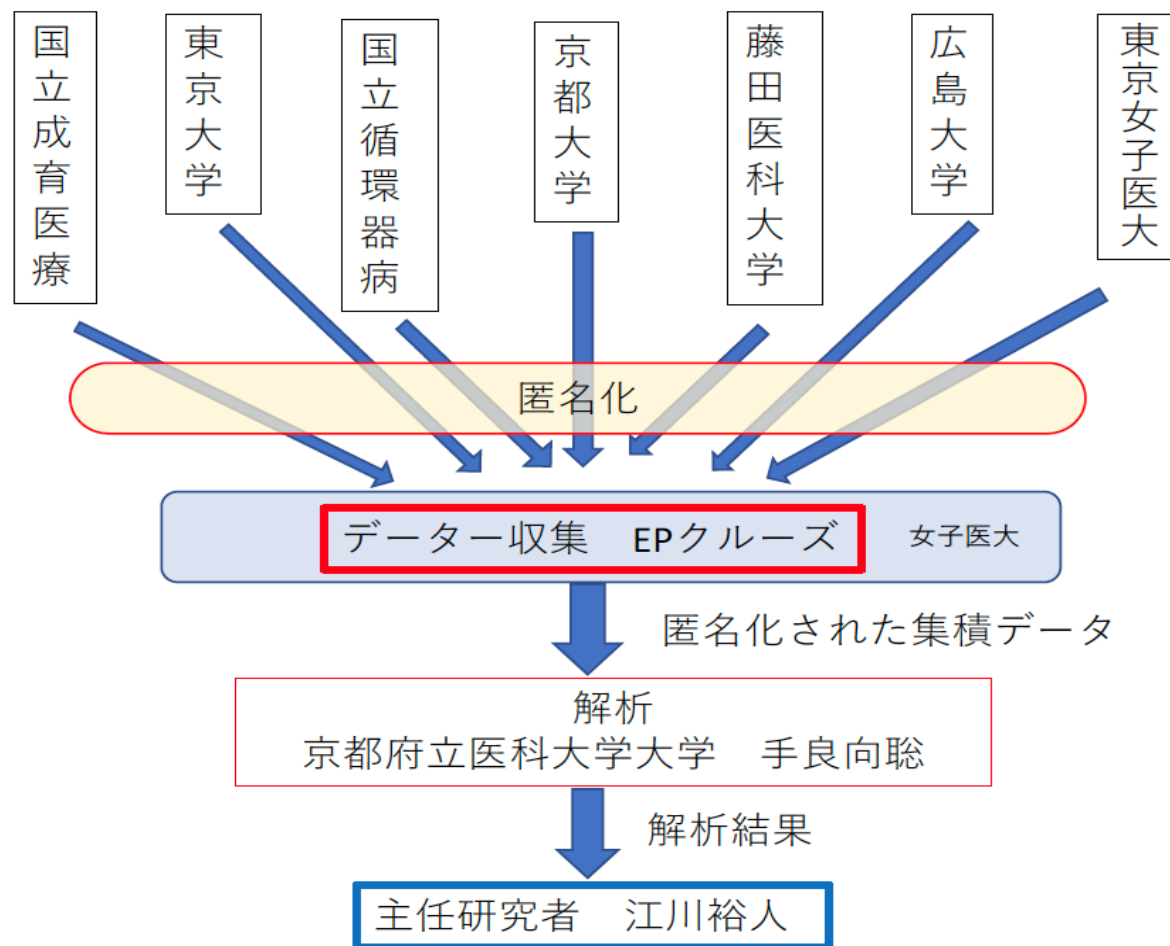 国立成育医療
東京大学
国立循環器病
京都大学
藤田医科大学
広島大学
東京女子医大
匿名化
データー収集　EPクルーズ
女子医大
匿名化された集積データ
解析
京都府立医科大学大学　手良向聡
解析結果
主任研究者　江川裕人